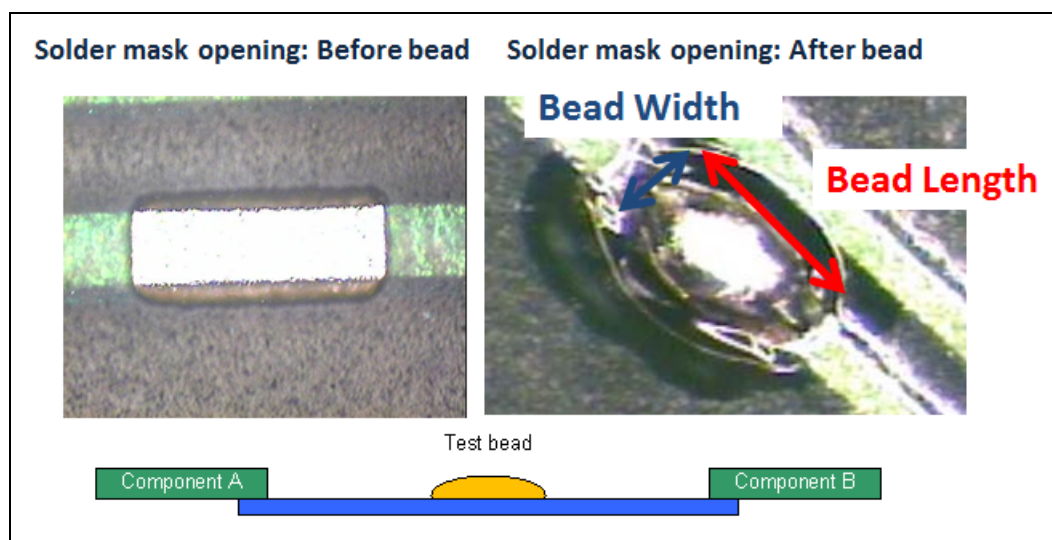 Solder mask opening: Before bead
Solder mask opening: After bead
Bead Width
Bead Length
Test bead
Component A
Component B